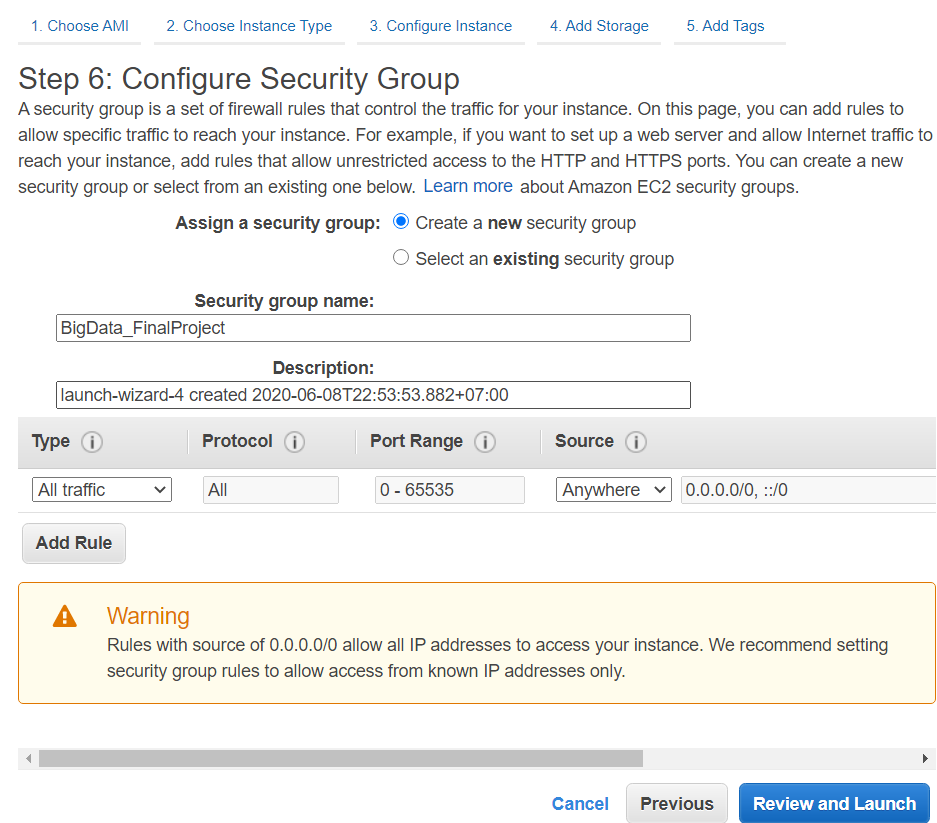 1. Choose AMI 2. Choose Instance Type 3. Configure Instance 4. Add Storage 5. Add Tags
Step 6: Configure Security Group
A security group is a set of firewall rules that control the traffic for your instance. On this page, you can add rules to
allow specific traffic to reach your instance. For example, if you want to set up a web server and allow Internet traffic to
reach your instance, add rules that allow unrestricted access to the HTTP and HTTPS ports. You can create a new
security group or select from an existing one below. Learn more about Amazon EC2 security groups.
Assign a security group: Create a new security group
Select an existing security group
Security group name:
BigData_FinalProject
Description:
launch-wizard-4 created 2020-06-08T22:53:53.882+07:00
Type i Protocol i Port Range i Source i
All traffic All 0 - 65535 Anywhere 0.0.0.0/0, ::/0
Add Rule
Warning
Rules with source of 0.0.0.0/0 allow all IP addresses to access your instance. We recommend setting
security group rules to allow access from known IP addresses only.
Cancel Previous Review and Launch